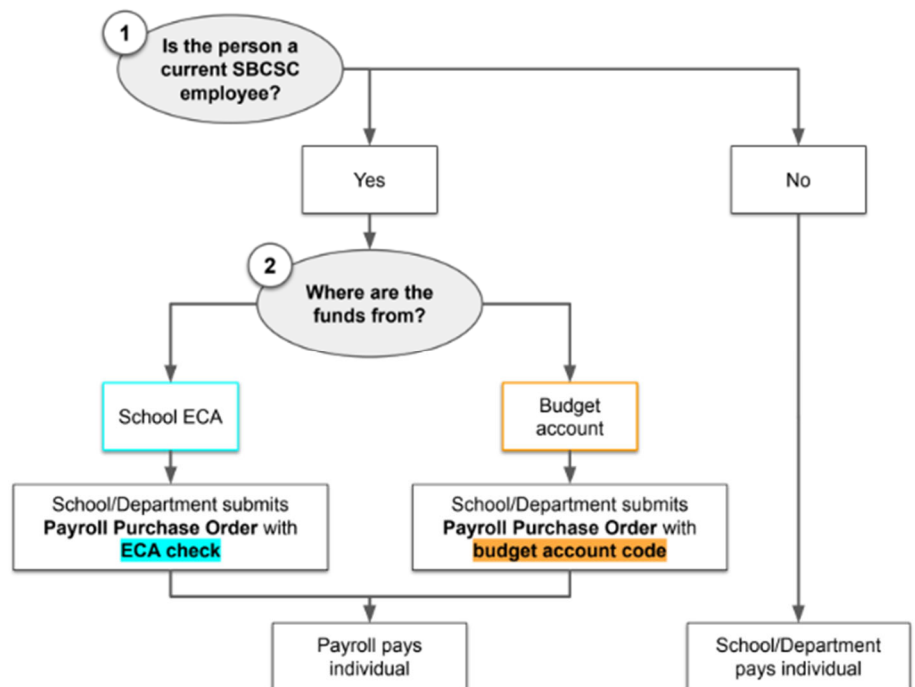 1
Is the person a
current SBCSC
employee?
Yes
No
2
Where are the
funds from?
School ECA
Budget
account
School/Department submits
Payroll Purchase Order with
ECA check
School/Department submits
Payroll Purchase Order with
budget account code
Payroll pays
individual
School/Department
pays individual